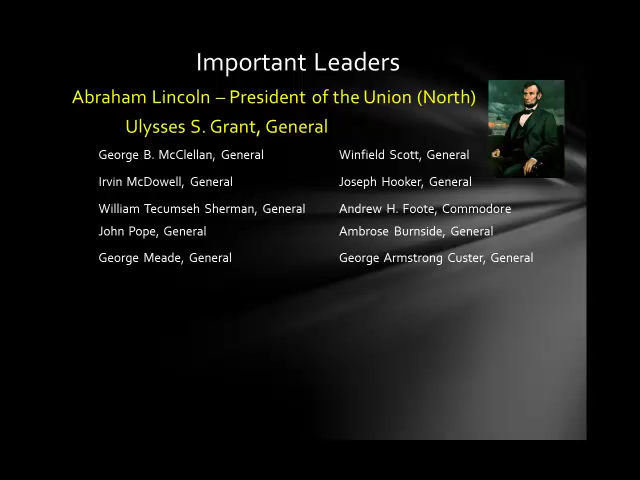 Important Leaders
Abraham Lincoln – President of the Union (North)
Ulysses S. Grant, General
George B. McClellan, General
Winfield Scott, General
Irvin McDowell, General
Joseph Hooker, General
William Tecumseh Sherman, General
Andrew H. Foote, Commodore
John Pope, General
Ambrose Burnside, General
George Meade, General
George Armstrong Custer, General